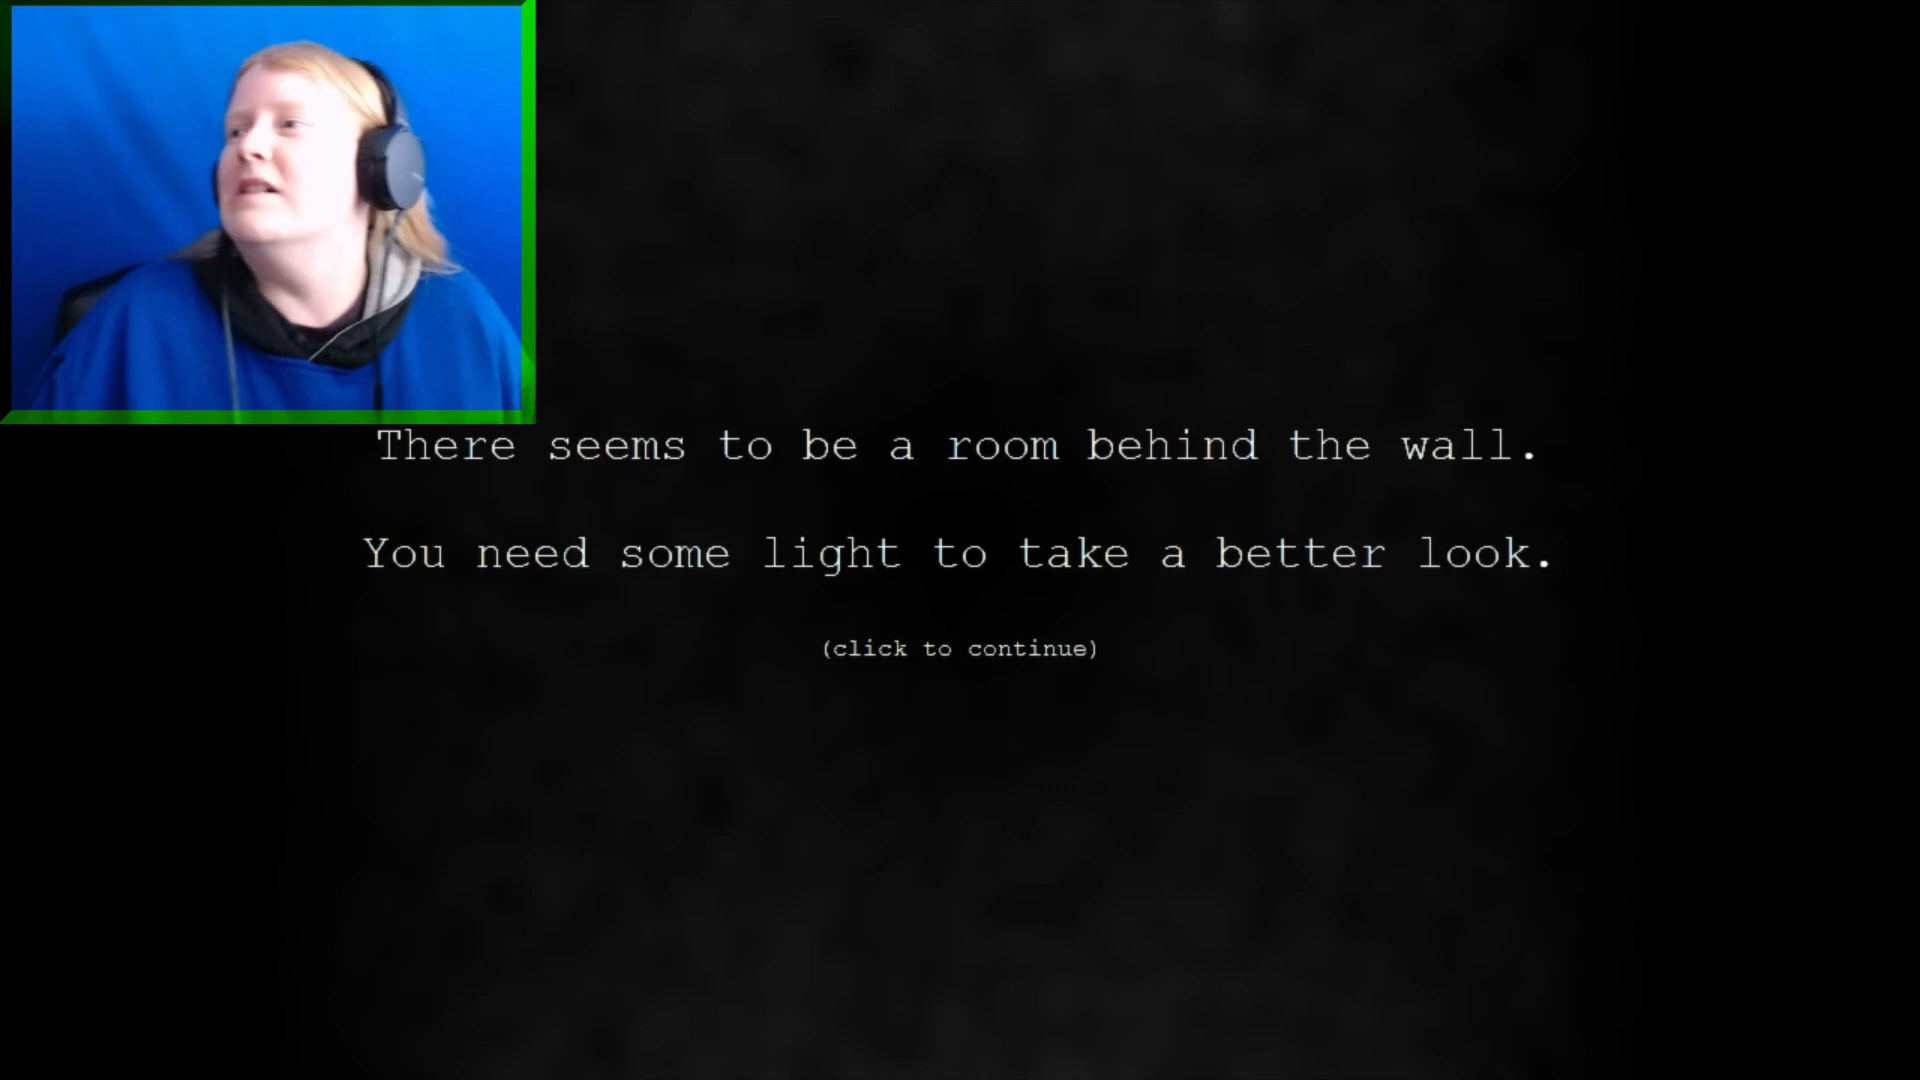 There seems to be a room behind the wall.
You need some light to take a better look.
(click to continue)